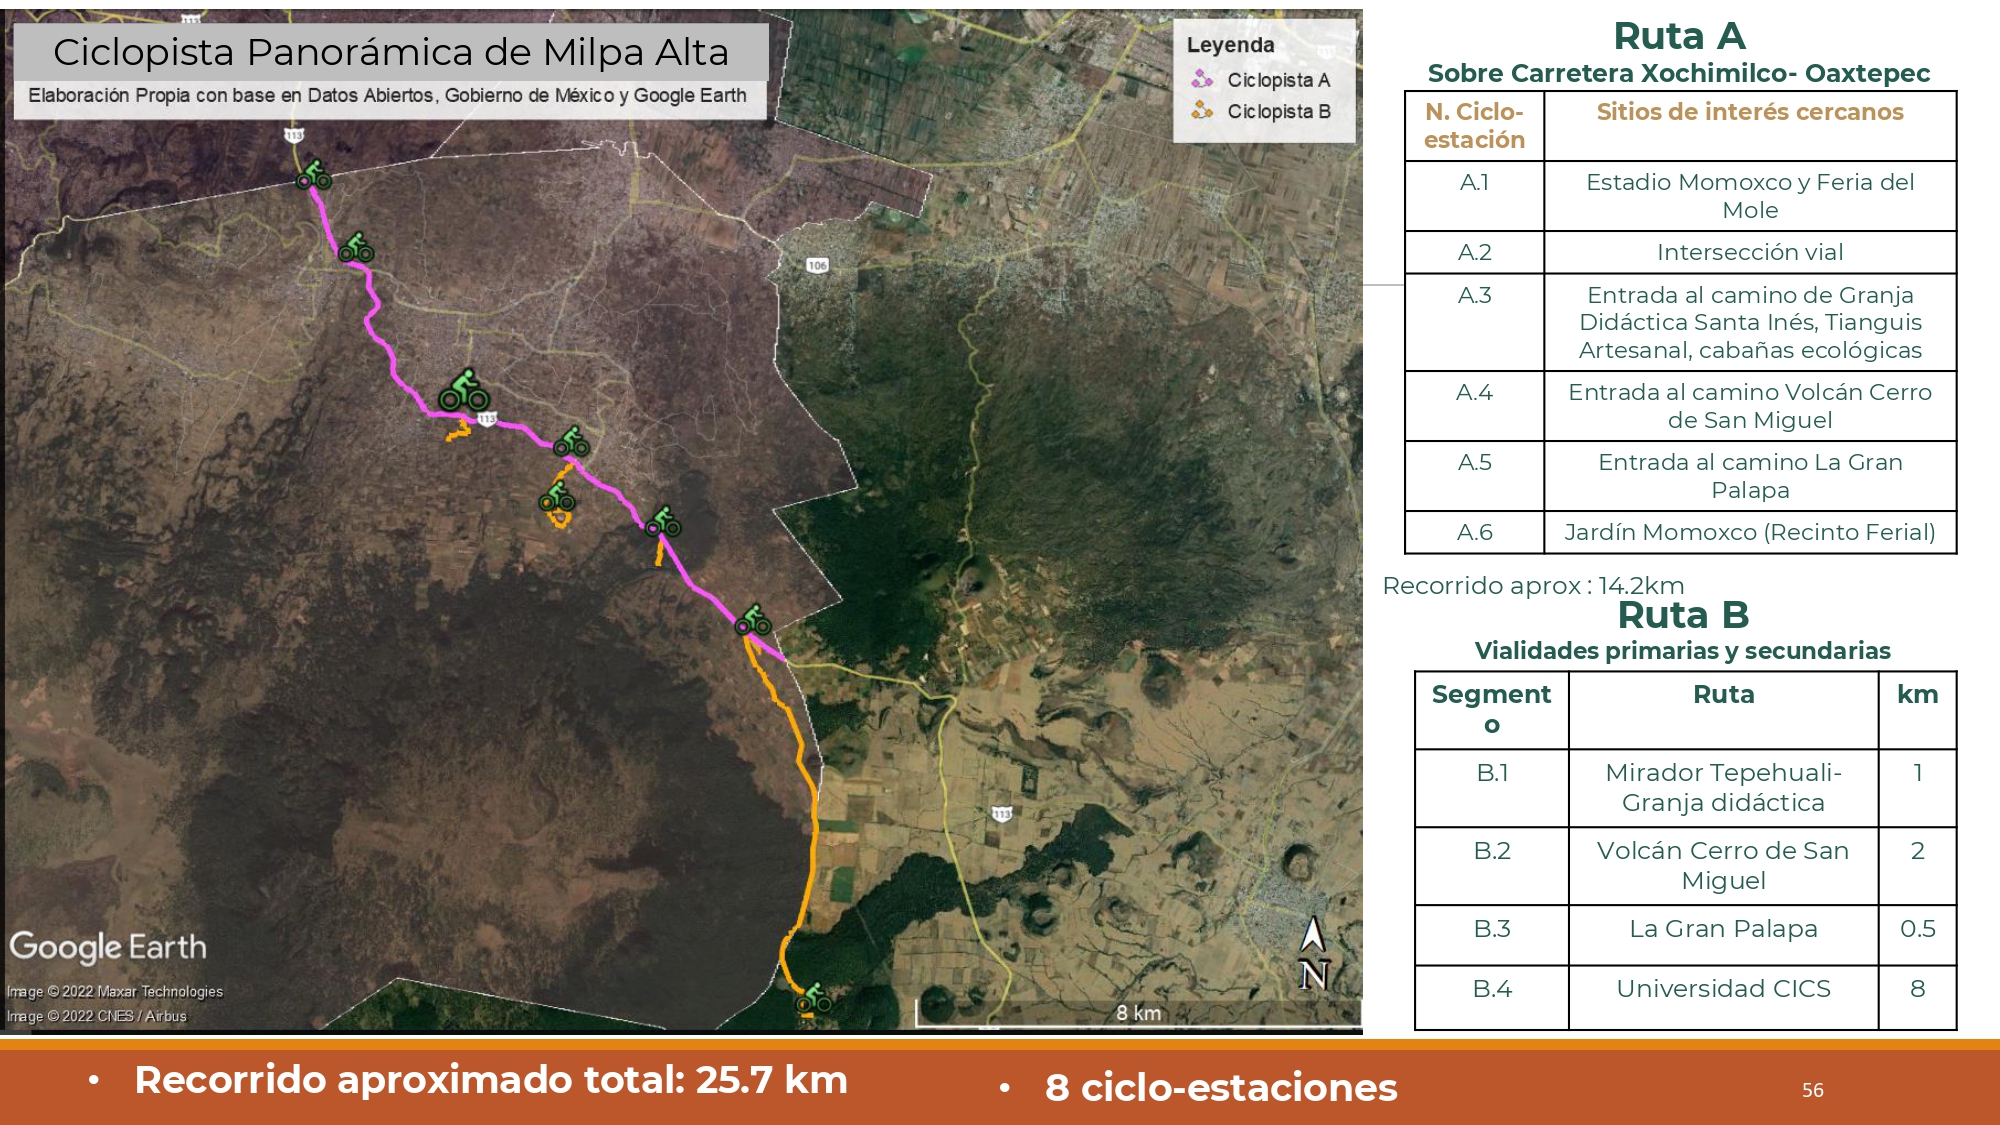 Ciclopista Panorámica de Milpa Alta
Elaboración Propia con base en Datos Abiertos, Gobierno de México y Google Earth
Leyenda
Ciclopista A
Ciclopista B
113
106
113
113
Google Earth
Image © 2022 Maxar Technologies
Image © 2022 CNES / Airbus
N
8 km
Ruta A
Sobre Carretera Xochimilco- Oaxtepec
N. Ciclo-
estación
Sitios de interés cercanos
A.1
Estadio Momoxco y Feria del
Mole
A.2
Intersección vial
A.3
Entrada al camino de Granja
Didáctica Santa Inés, Tianguis
Artesanal, cabañas ecológicas
A.4
Entrada al camino Volcán Cerro
de San Miguel
A.5
Entrada al camino La Gran
Palapa
A.6
Jardín Momoxco (Recinto Ferial)
Recorrido aprox : 14.2km
Ruta B
Vialidades primarias y secundarias
Segment
o
Ruta
km
B.1
Mirador Tepehuali-
Granja didáctica
1
B.2
Volcán Cerro de San
Miguel
2
B.3
La Gran Palapa
0.5
B.4
Universidad CICS
8
• Recorrido aproximado total: 25.7 km
• 8 ciclo-estaciones
56